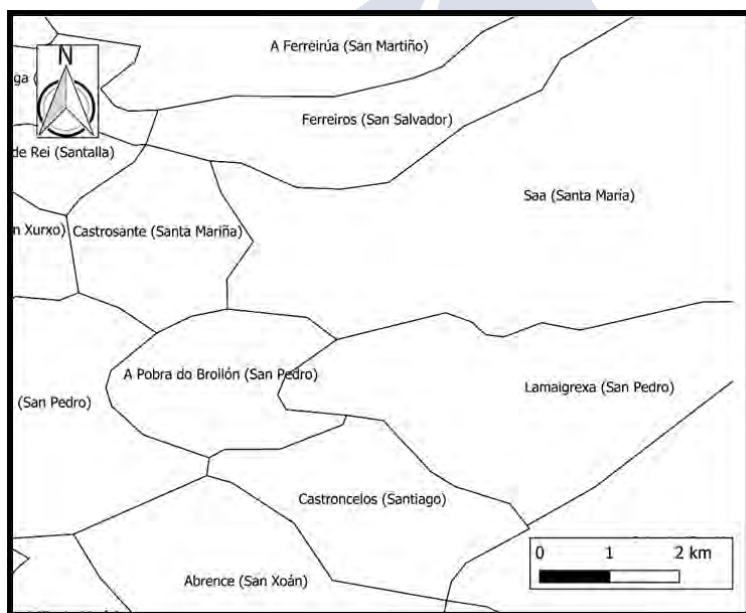 A Ferreirúa (San Martiño)
N
Ferreiros (San Salvador)
de Rei (Santalla)
Saa (Santa María)
n Xurxo)
Castrosante (Santa Mariña)
A Pobra do Brollón (San Pedro)
Lamaigrexa (San Pedro)
(San Pedro)
Castroncelos (Santiago)
0 1 2 km
Abrence (San Xoán)